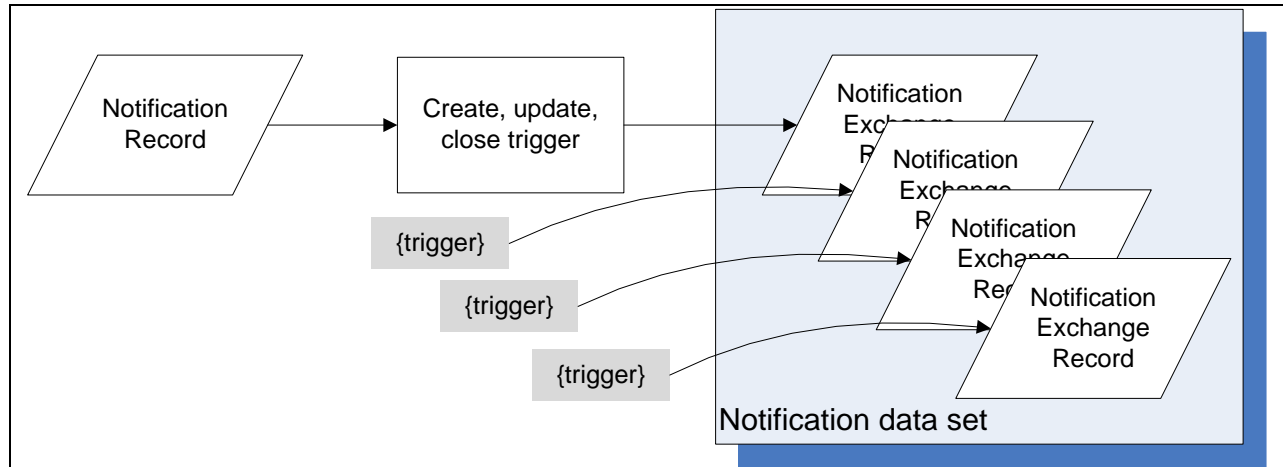 Notification
Record
Create, update,
close trigger
Notification
Exchange
Notification
Exchange
Notification
Exchange
Notification
Exchange
Record
{trigger}
{trigger}
{trigger}
Notification data set